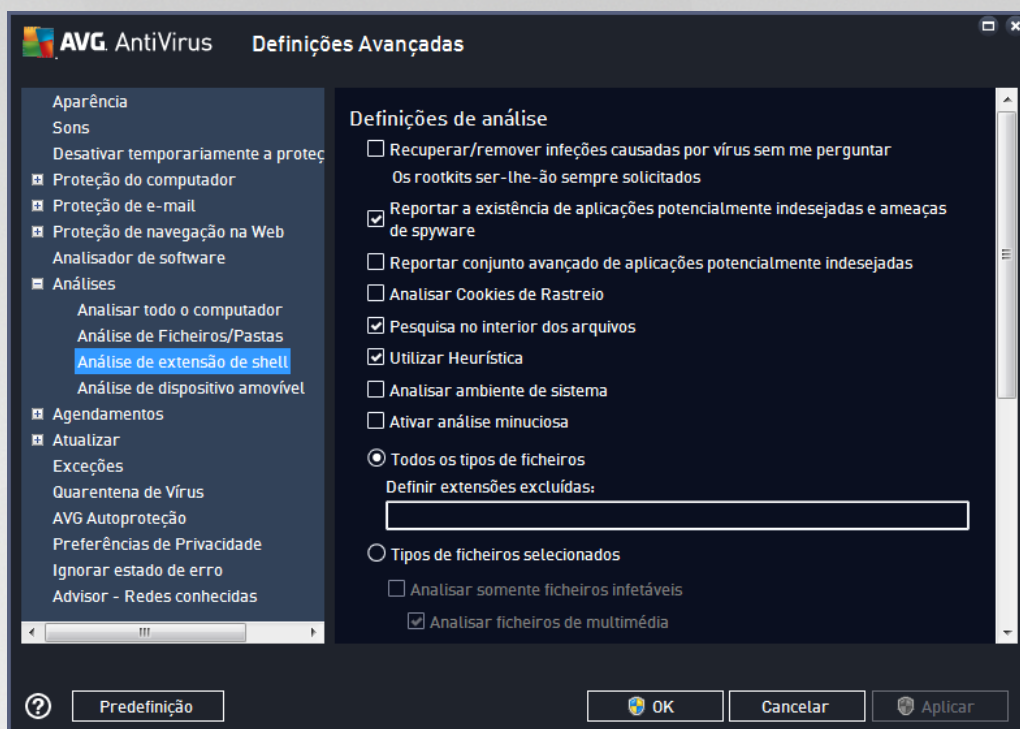 AVG. AntiVirus Definições Avançadas
Aparência
Sons
Desativar temporariamente a proteç
Proteção do computador
Proteção de e-mail
Proteção de navegação na Web
Analisador de software
Análises
Analisar todo o computador
Análise de Ficheiros/Pastas
Análise de extensão de shell
Análise de dispositivo amovível
Agendamentos
Atualizar
Exceções
Quarentena de Vírus
AVG Autoproteção
Preferências de Privacidade
Ignorar estado de erro
Advisor - Redes conhecidas
Definições de análise
Recuperar/remover infeções causadas por vírus sem me perguntar
Os rootkits ser-lhe-ão sempre solicitados
Reportar a existência de aplicações potencialmente indesejadas e ameaças
de spyware
Reportar conjunto avançado de aplicações potencialmente indesejadas
Analisar Cookies de Rastreio
Pesquisa no interior dos arquivos
Utilizar Heurística
Analisar ambiente de sistema
Ativar análise minuciosa
Todos os tipos de ficheiros
Definir extensões excluídas:
Tipos de ficheiros selecionados
Analisar somente ficheiros infetáveis
Analisar ficheiros de multimédia
Predefinição
OK
Cancelar
Aplicar